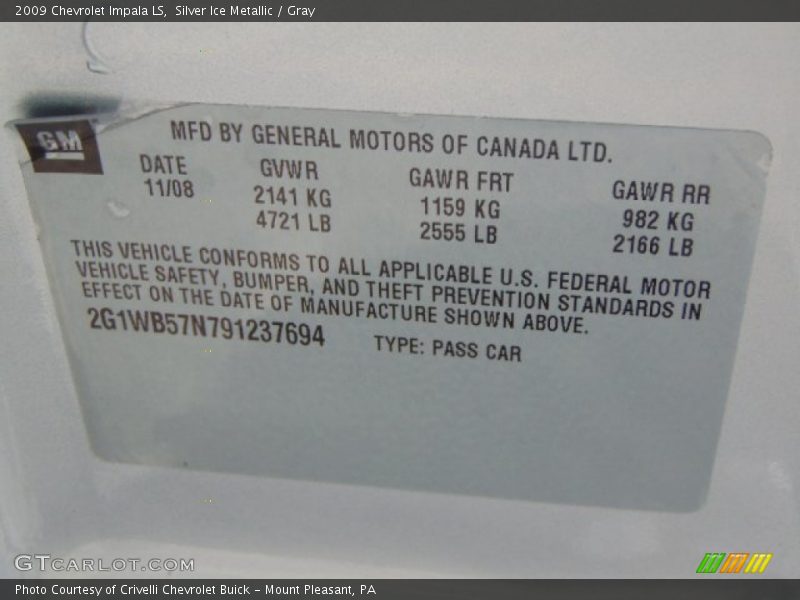 2009 Chevrolet Impala LS, Silver Ice Metallic / Gray
GM
MFD BY GENERAL MOTORS OF CANADA LTD.
DATE GVWR GAWR FRT GAWR RR
11/08 2141 KG 1159 KG 982 KG
4721 LB 2555 LB 2166 LB
THIS VEHICLE CONFORMS TO ALL APPLICABLE U.S. FEDERAL MOTOR
VEHICLE SAFETY, BUMPER, AND THEFT PREVENTION STANDARDS IN
EFFECT ON THE DATE OF MANUFACTURE SHOWN ABOVE.
2G1WB57N791237694 TYPE: PASS CAR
GTCARLOT.COM
Photo Courtesy of Crivelli Chevrolet Buick - Mount Pleasant, PA